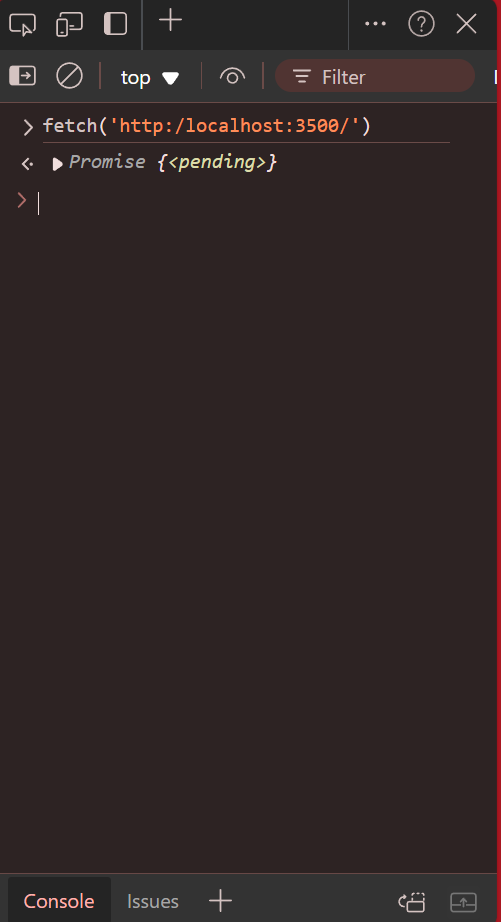 top
Filter
fetch('http:/localhost:3500/')
Promise {<pending>}
Console
Issues